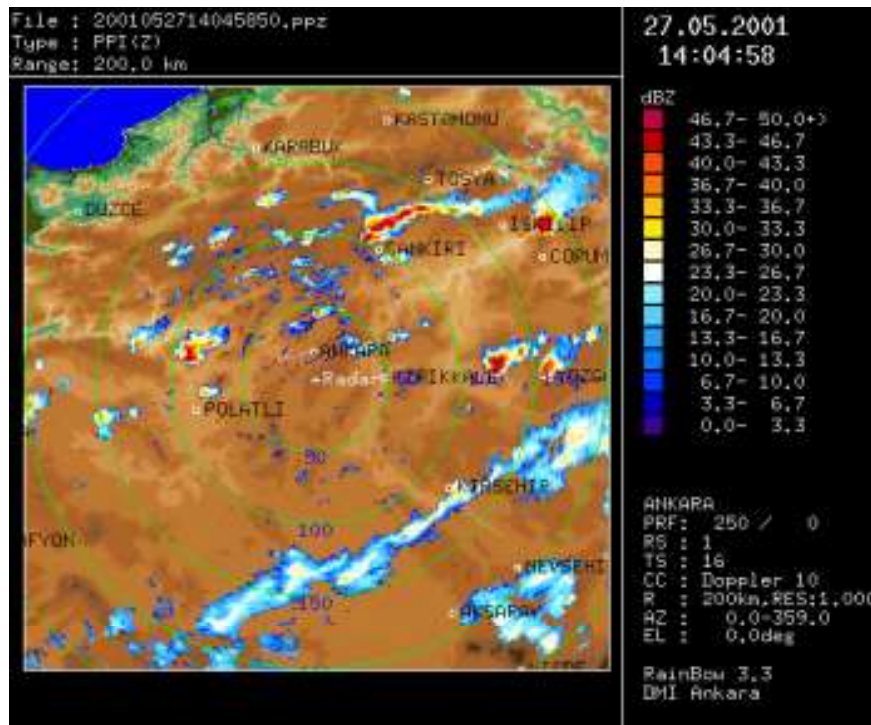 File : 2001052714045850.ppz
Type : PPI(Z)
Range: 200.0 km
27.05.2001
14:04:58
dBZ
46.7- 50.0+>
43.3- 46.7
40.0- 43.3
36.7- 40.0
33.3- 36.7
30.0- 33.3
26.7- 30.0
23.3- 26.7
20.0- 23.3
16.7- 20.0
13.3- 16.7
10.0- 13.3
6.7- 10.0
3.3- 6.7
0.0- 3.3
KASTAMONU
KARABU
TOSYA
DUZCE
ISKILIP
CANKIRI
CORUM
ANKARA
+Radar
KIRIKKALE
YOZGA
POLATLI
50
KIRSEHIR
100
AFYON
NEVSEHI
150
AKSARAY
NIGDE
ANKARA
PRF: 250 / 0
RS : 1
TS : 16
CC : Doppler 10
R : 200km,RES:1.000
AZ : 0.0-359.0
EL : 0.0deg
RainBow 3.3
DMI Ankara